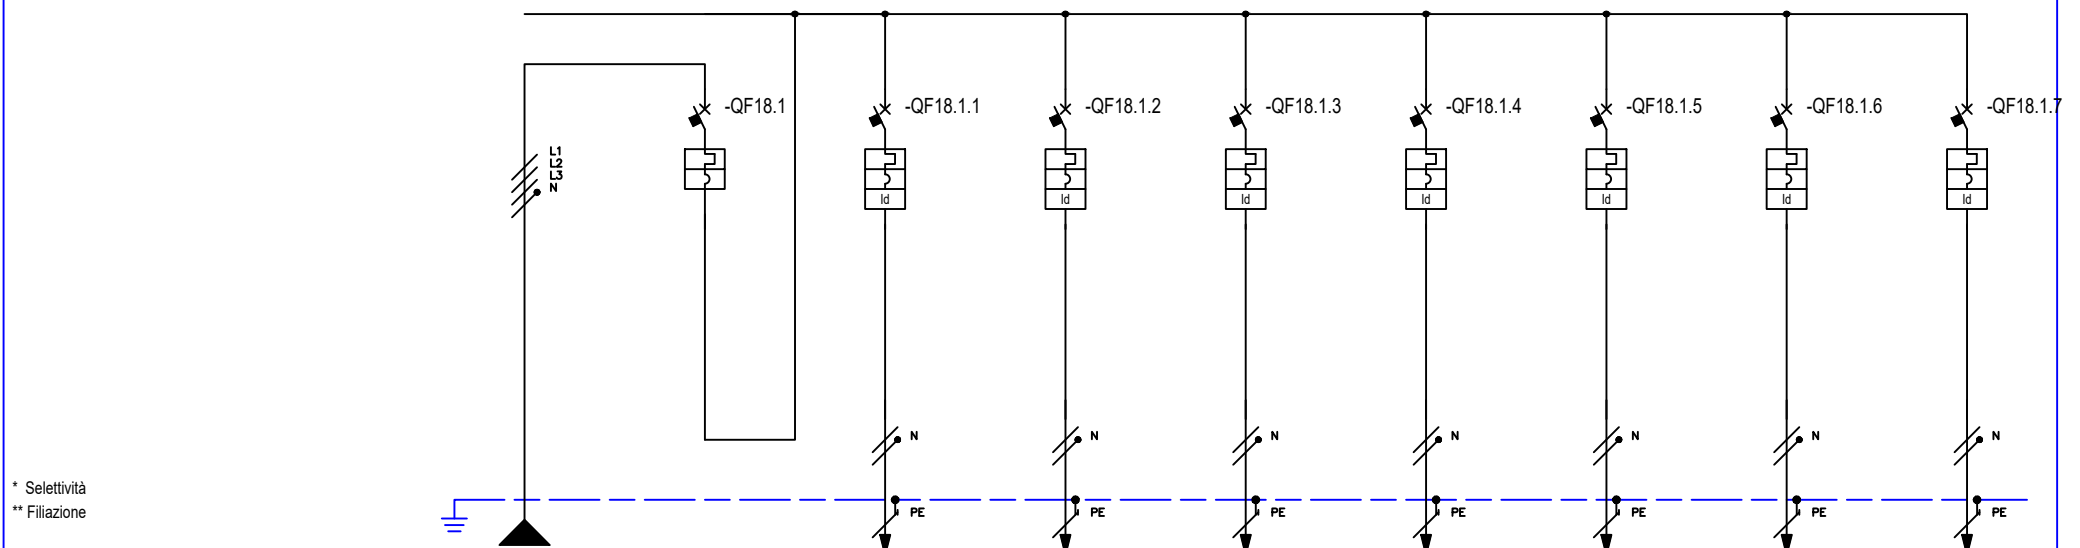 -QF18.1
-QF18.1.1
-QF18.1.2
-QF18.1.3
-QF18.1.4
-QF18.1.5
-QF18.1.6
-QF18.1.7
L1
L2
L3
N
Id
Id
Id
Id
Id
Id
Id
N
N
N
N
N
N
N
* Selettività
** Filiazione
PE
PE
PE
PE
PE
PE
PE